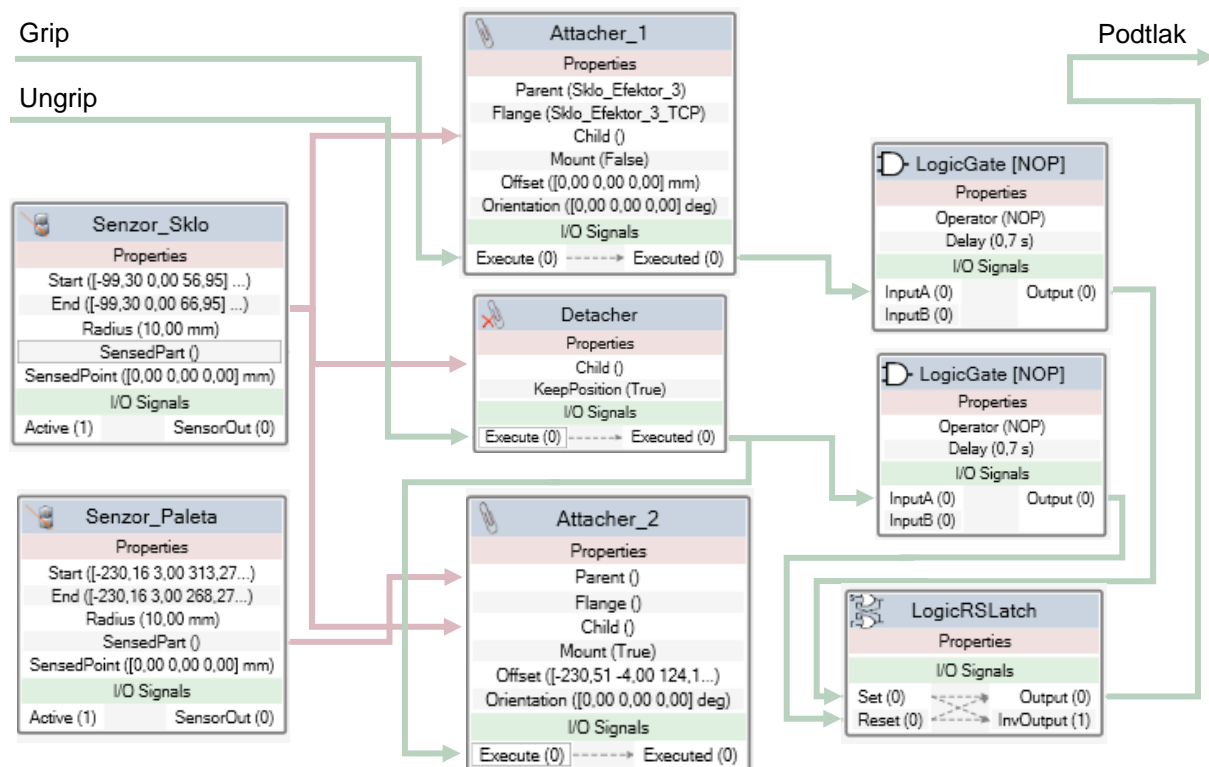 Grip
Ungrip
Podtlak
Attacher_1
Properties
Parent (Sklo_Efektor_3)
Flange (Sklo_Efektor_3_TCP)
Child ()
Mount (False)
Offset ([0,00 0,00 0,00] mm)
Orientation ([0,00 0,00 0,00] deg)
I/O Signals
Execute (0) Executed (0)
Senzor_Sklo
Properties
Start ([-99,30 0,00 56,95] ...)
End ([-99,30 0,00 66,95] ...)
Radius (10,00 mm)
SensedPart ()
SensedPoint ([0,00 0,00 0,00] mm)
I/O Signals
Active (1) SensorOut (0)
Detacher
Properties
Child ()
KeepPosition (True)
I/O Signals
Execute (0) Executed (0)
Senzor_Paleta
Properties
Start ([-230,16 3,00 313,27...)
End ([-230,16 3,00 268,27...)
Radius (10,00 mm)
SensedPart ()
SensedPoint ([0,00 0,00 0,00] mm)
I/O Signals
Active (1) SensorOut (0)
Attacher_2
Properties
Parent ()
Flange ()
Child ()
Mount (True)
Offset ([-230,51 -4,00 124,1...)
Orientation ([0,00 0,00 0,00] deg)
I/O Signals
Execute (0) Executed (0)
LogicGate [NOP]
Properties
Operator (NOP)
Delay (0,7 s)
I/O Signals
InputA (0) Output (0)
InputB (0)
LogicGate [NOP]
Properties
Operator (NOP)
Delay (0,7 s)
I/O Signals
InputA (0) Output (0)
InputB (0)
LogicRSLatch
Properties
I/O Signals
Set (0) Output (0)
Reset (0) InvOutput (1)